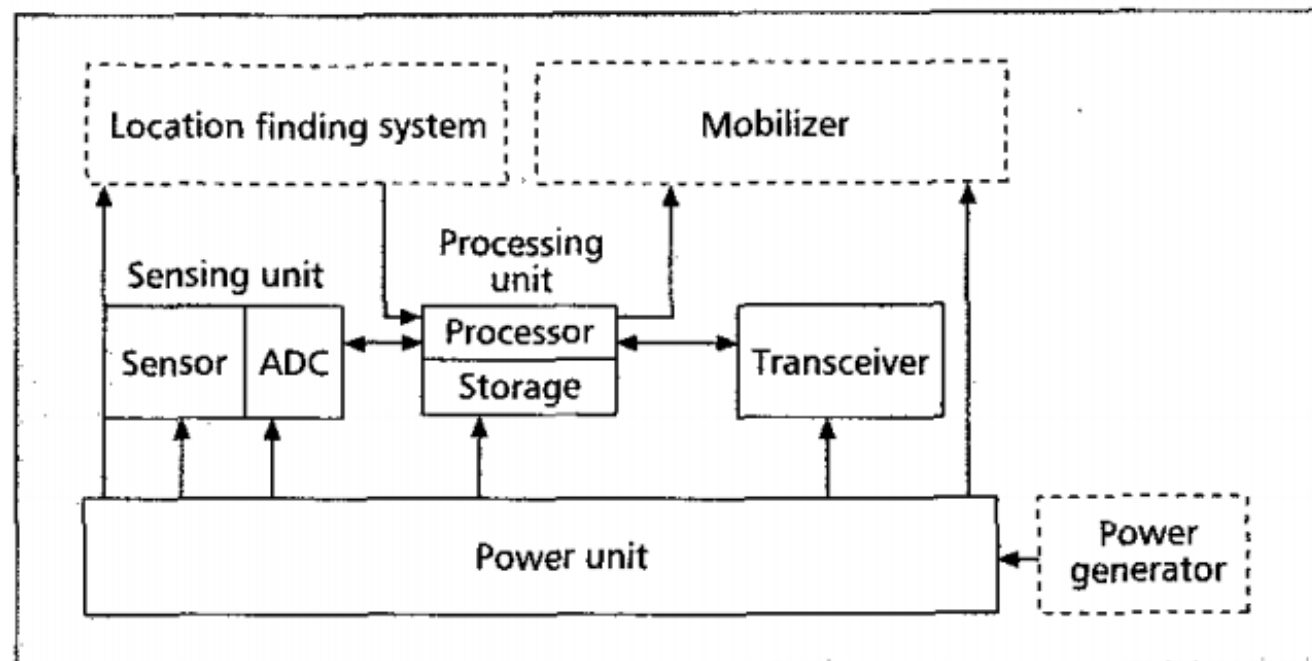 Location finding system
Mobilizer
Processing
unit
Sensing unit
Processor
Sensor
ADC
Transceiver
Storage
Power unit
Power
generator